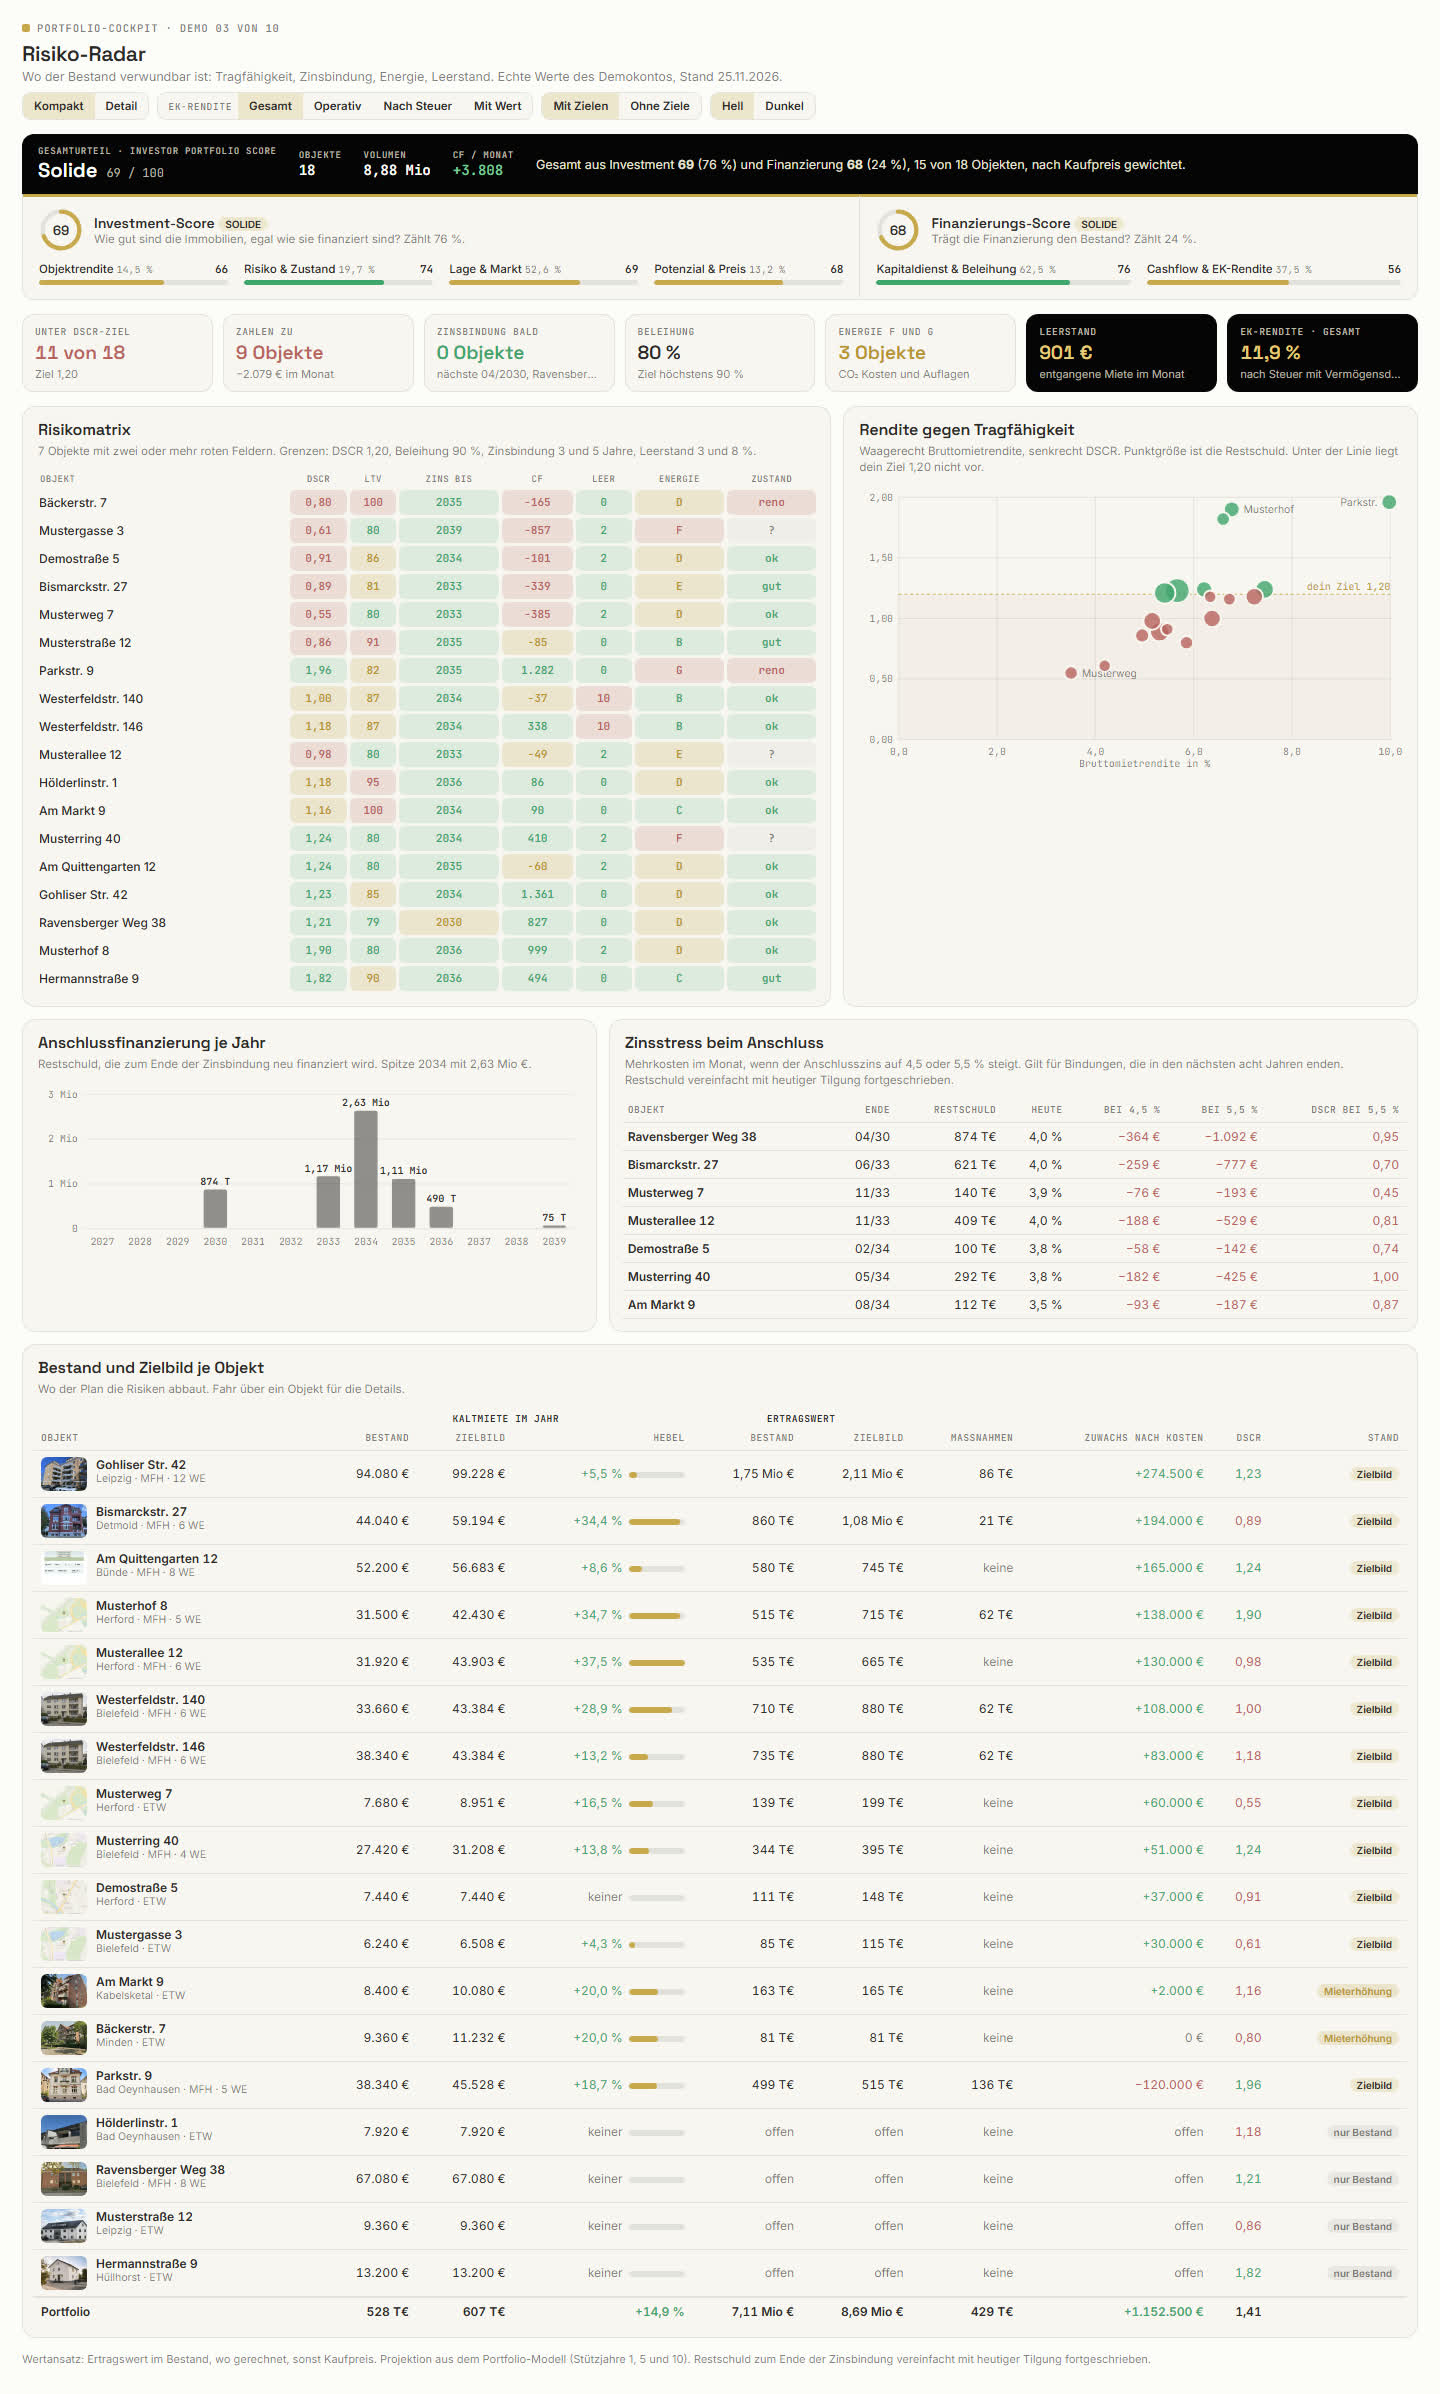 PORTFOLIO-COCKPIT · DEMO 03 VON 10
Risiko-Radar
Wo der Bestand verwundbar ist: Tragfähigkeit, Zinsbindung, Energie, Leerstand. Echte Werte des Demokontos, Stand 25.11.2026.
Kompakt Detail EK-RENDITE Gesamt Operativ Nach Steuer Mit Wert Mit Zielen Ohne Ziele Hell Dunkel
GESAMTURTEIL · INVESTOR PORTFOLIO SCORE OBJEKTE VOLUMEN CF / MONAT
Solide 69 / 100 18 8,88 Mio +3.808 Gesamt aus Investment 69 (76 %) und Finanzierung 68 (24 %), 15 von 18 Objekten, nach Kaufpreis gewichtet.
69 Investment-Score SOLIDE
Wie gut sind die Immobilien, egal wie sie finanziert sind? Zählt 76 %.
Objektrendite 14,5 % 66 Risiko & Zustand 19,7 % 74 Lage & Markt 52,6 % 69 Potenzial & Preis 13,2 % 68
68 Finanzierungs-Score SOLIDE
Trägt die Finanzierung den Bestand? Zählt 24 %.
Kapitaldienst & Beleihung 62,5 % 76 Cashflow & EK-Rendite 37,5 % 56
UNTER DSCR-ZIEL
11 von 18
Ziel 1,20
ZAHLEN ZU
9 Objekte
−2.079 € im Monat
ZINSBINDUNG BALD
0 Objekte
nächste 04/2030, Ravensber…
BELEIHUNG
80 %
Ziel höchstens 90 %
ENERGIE F UND G
3 Objekte
CO₂ Kosten und Auflagen
LEERSTAND
901 €
entgangene Miete im Monat
EK-RENDITE · GESAMT
11,9 %
nach Steuer mit Vermögensd…
Risikomatrix
7 Objekte mit zwei oder mehr roten Feldern. Grenzen: DSCR 1,20, Beleihung 90 %, Zinsbindung 3 und 5 Jahre, Leerstand 3 und 8 %.
OBJEKT DSCR LTV ZINS BIS CF LEER ENERGIE ZUSTAND
Bäckerstr. 7 0,80 100 2035 -165 0 D reno
Mustergasse 3 0,61 80 2039 -857 2 F ?
Demostraße 5 0,91 86 2034 -101 2 D ok
Bismarckstr. 27 0,89 81 2033 -339 0 E gut
Musterweg 7 0,55 80 2033 -385 2 D ok
Musterstraße 12 0,86 91 2035 -85 0 B gut
Parkstr. 9 1,96 82 2035 1.282 0 G reno
Westerfeldstr. 140 1,00 87 2034 -37 10 B ok
Westerfeldstr. 146 1,18 87 2034 338 10 B ok
Musterallee 12 0,98 80 2033 -49 2 E ?
Hölderlinstr. 1 1,18 95 2036 86 0 D ok
Am Markt 9 1,16 100 2034 90 0 C ok
Musterring 40 1,24 80 2034 410 2 F ?
Am Quittengarten 12 1,24 80 2035 -60 2 D ok
Gohliser Str. 42 1,23 85 2034 1.361 0 D ok
Ravensberger Weg 38 1,21 79 2030 827 0 D ok
Musterhof 8 1,90 80 2036 999 2 D ok
Hermannstraße 9 1,82 90 2036 494 0 C gut
Rendite gegen Tragfähigkeit
Waagerecht Bruttomietrendite, senkrecht DSCR. Punktgröße ist die Restschuld. Unter der Linie liegt
dein Ziel 1,20 nicht vor.
2,00
Musterhof Parkstr.
1,50
dein Ziel 1,20
1,00
0,50
Musterweg
0,00
0,0 2,0 4,0 6,0 8,0 10,0
Bruttomietrendite in %
Anschlussfinanzierung je Jahr
Restschuld, die zum Ende der Zinsbindung neu finanziert wird. Spitze 2034 mit 2,63 Mio €.
3 Mio
2,63 Mio
2 Mio
1,17 Mio 1,11 Mio
1 Mio
874 T
490 T
75 T
0
2027 2028 2029 2030 2031 2032 2033 2034 2035 2036 2037 2038 2039
Zinsstress beim Anschluss
Mehrkosten im Monat, wenn der Anschlusszins auf 4,5 oder 5,5 % steigt. Gilt für Bindungen, die in den nächsten acht Jahren enden.
Restschuld vereinfacht mit heutiger Tilgung fortgeschrieben.
OBJEKT ENDE RESTSCHULD HEUTE BEI 4,5 % BEI 5,5 % DSCR BEI 5,5 %
Ravensberger Weg 38 04/30 874 T€ 4,0 % −364 € −1.092 € 0,95
Bismarckstr. 27 06/33 621 T€ 4,0 % −259 € −777 € 0,70
Musterweg 7 11/33 140 T€ 3,9 % −76 € −193 € 0,45
Musterallee 12 11/33 409 T€ 4,0 % −188 € −529 € 0,81
Demostraße 5 02/34 100 T€ 3,8 % −58 € −142 € 0,74
Musterring 40 05/34 292 T€ 3,8 % −182 € −425 € 1,00
Am Markt 9 08/34 112 T€ 3,5 % −93 € −187 € 0,87
Bestand und Zielbild je Objekt
Wo der Plan die Risiken abbaut. Fahr über ein Objekt für die Details.
KALTMIETE IM JAHR ERTRAGSWERT
OBJEKT BESTAND ZIELBILD HEBEL BESTAND ZIELBILD MASSNAHMEN ZUWACHS NACH KOSTEN DSCR STAND
Gohliser Str. 42 94.080 € 99.228 € +5,5 % 1,75 Mio € 2,11 Mio € 86 T€ +274.500 € 1,23 Zielbild
Leipzig · MFH · 12 WE
Bismarckstr. 27 44.040 € 59.194 € +34,4 % 860 T€ 1,08 Mio € 21 T€ +194.000 € 0,89 Zielbild
Detmold · MFH · 6 WE
Am Quittengarten 12 52.200 € 56.683 € +8,6 % 580 T€ 745 T€ keine +165.000 € 1,24 Zielbild
Bünde · MFH · 8 WE
Musterhof 8 31.500 € 42.430 € +34,7 % 515 T€ 715 T€ 62 T€ +138.000 € 1,90 Zielbild
Herford · MFH · 5 WE
Musterallee 12 31.920 € 43.903 € +37,5 % 535 T€ 665 T€ keine +130.000 € 0,98 Zielbild
Herford · MFH · 6 WE
Westerfeldstr. 140 33.660 € 43.384 € +28,9 % 710 T€ 880 T€ 62 T€ +108.000 € 1,00 Zielbild
Bielefeld · MFH · 6 WE
Westerfeldstr. 146 38.340 € 43.384 € +13,2 % 735 T€ 880 T€ 62 T€ +83.000 € 1,18 Zielbild
Bielefeld · MFH · 6 WE
Musterweg 7 7.680 € 8.951 € +16,5 % 139 T€ 199 T€ keine +60.000 € 0,55 Zielbild
Herford · ETW
Musterring 40 27.420 € 31.208 € +13,8 % 344 T€ 395 T€ keine +51.000 € 1,24 Zielbild
Bielefeld · MFH · 4 WE
Demostraße 5 7.440 € 7.440 € keiner 111 T€ 148 T€ keine +37.000 € 0,91 Zielbild
Herford · ETW
Mustergasse 3 6.240 € 6.508 € +4,3 % 85 T€ 115 T€ keine +30.000 € 0,61 Zielbild
Bielefeld · ETW
Am Markt 9 8.400 € 10.080 € +20,0 % 163 T€ 165 T€ keine +2.000 € 1,16 Mieterhöhung
Kabelsketal · ETW
Bäckerstr. 7 9.360 € 11.232 € +20,0 % 81 T€ 81 T€ keine 0 € 0,80 Mieterhöhung
Minden · ETW
Parkstr. 9 38.340 € 45.528 € +18,7 % 499 T€ 515 T€ 136 T€ −120.000 € 1,96 Zielbild
Bad Oeynhausen · MFH · 5 WE
Hölderlinstr. 1 7.920 € 7.920 € keiner offen offen keine offen 1,18 nur Bestand
Bad Oeynhausen · ETW
Ravensberger Weg 38 67.080 € 67.080 € keiner offen offen keine offen 1,21 nur Bestand
Bielefeld · MFH · 8 WE
Musterstraße 12 9.360 € 9.360 € keiner offen offen keine offen 0,86 nur Bestand
Leipzig · ETW
Hermannstraße 9 13.200 € 13.200 € keiner offen offen keine offen 1,82 nur Bestand
Hüllhorst · ETW
Portfolio 528 T€ 607 T€ +14,9 % 7,11 Mio € 8,69 Mio € 429 T€ +1.152.500 € 1,41
Wertansatz: Ertragswert im Bestand, wo gerechnet, sonst Kaufpreis. Projektion aus dem Portfolio-Modell (Stützjahre 1, 5 und 10). Restschuld zum Ende der Zinsbindung vereinfacht mit heutiger Tilgung fortgeschrieben.